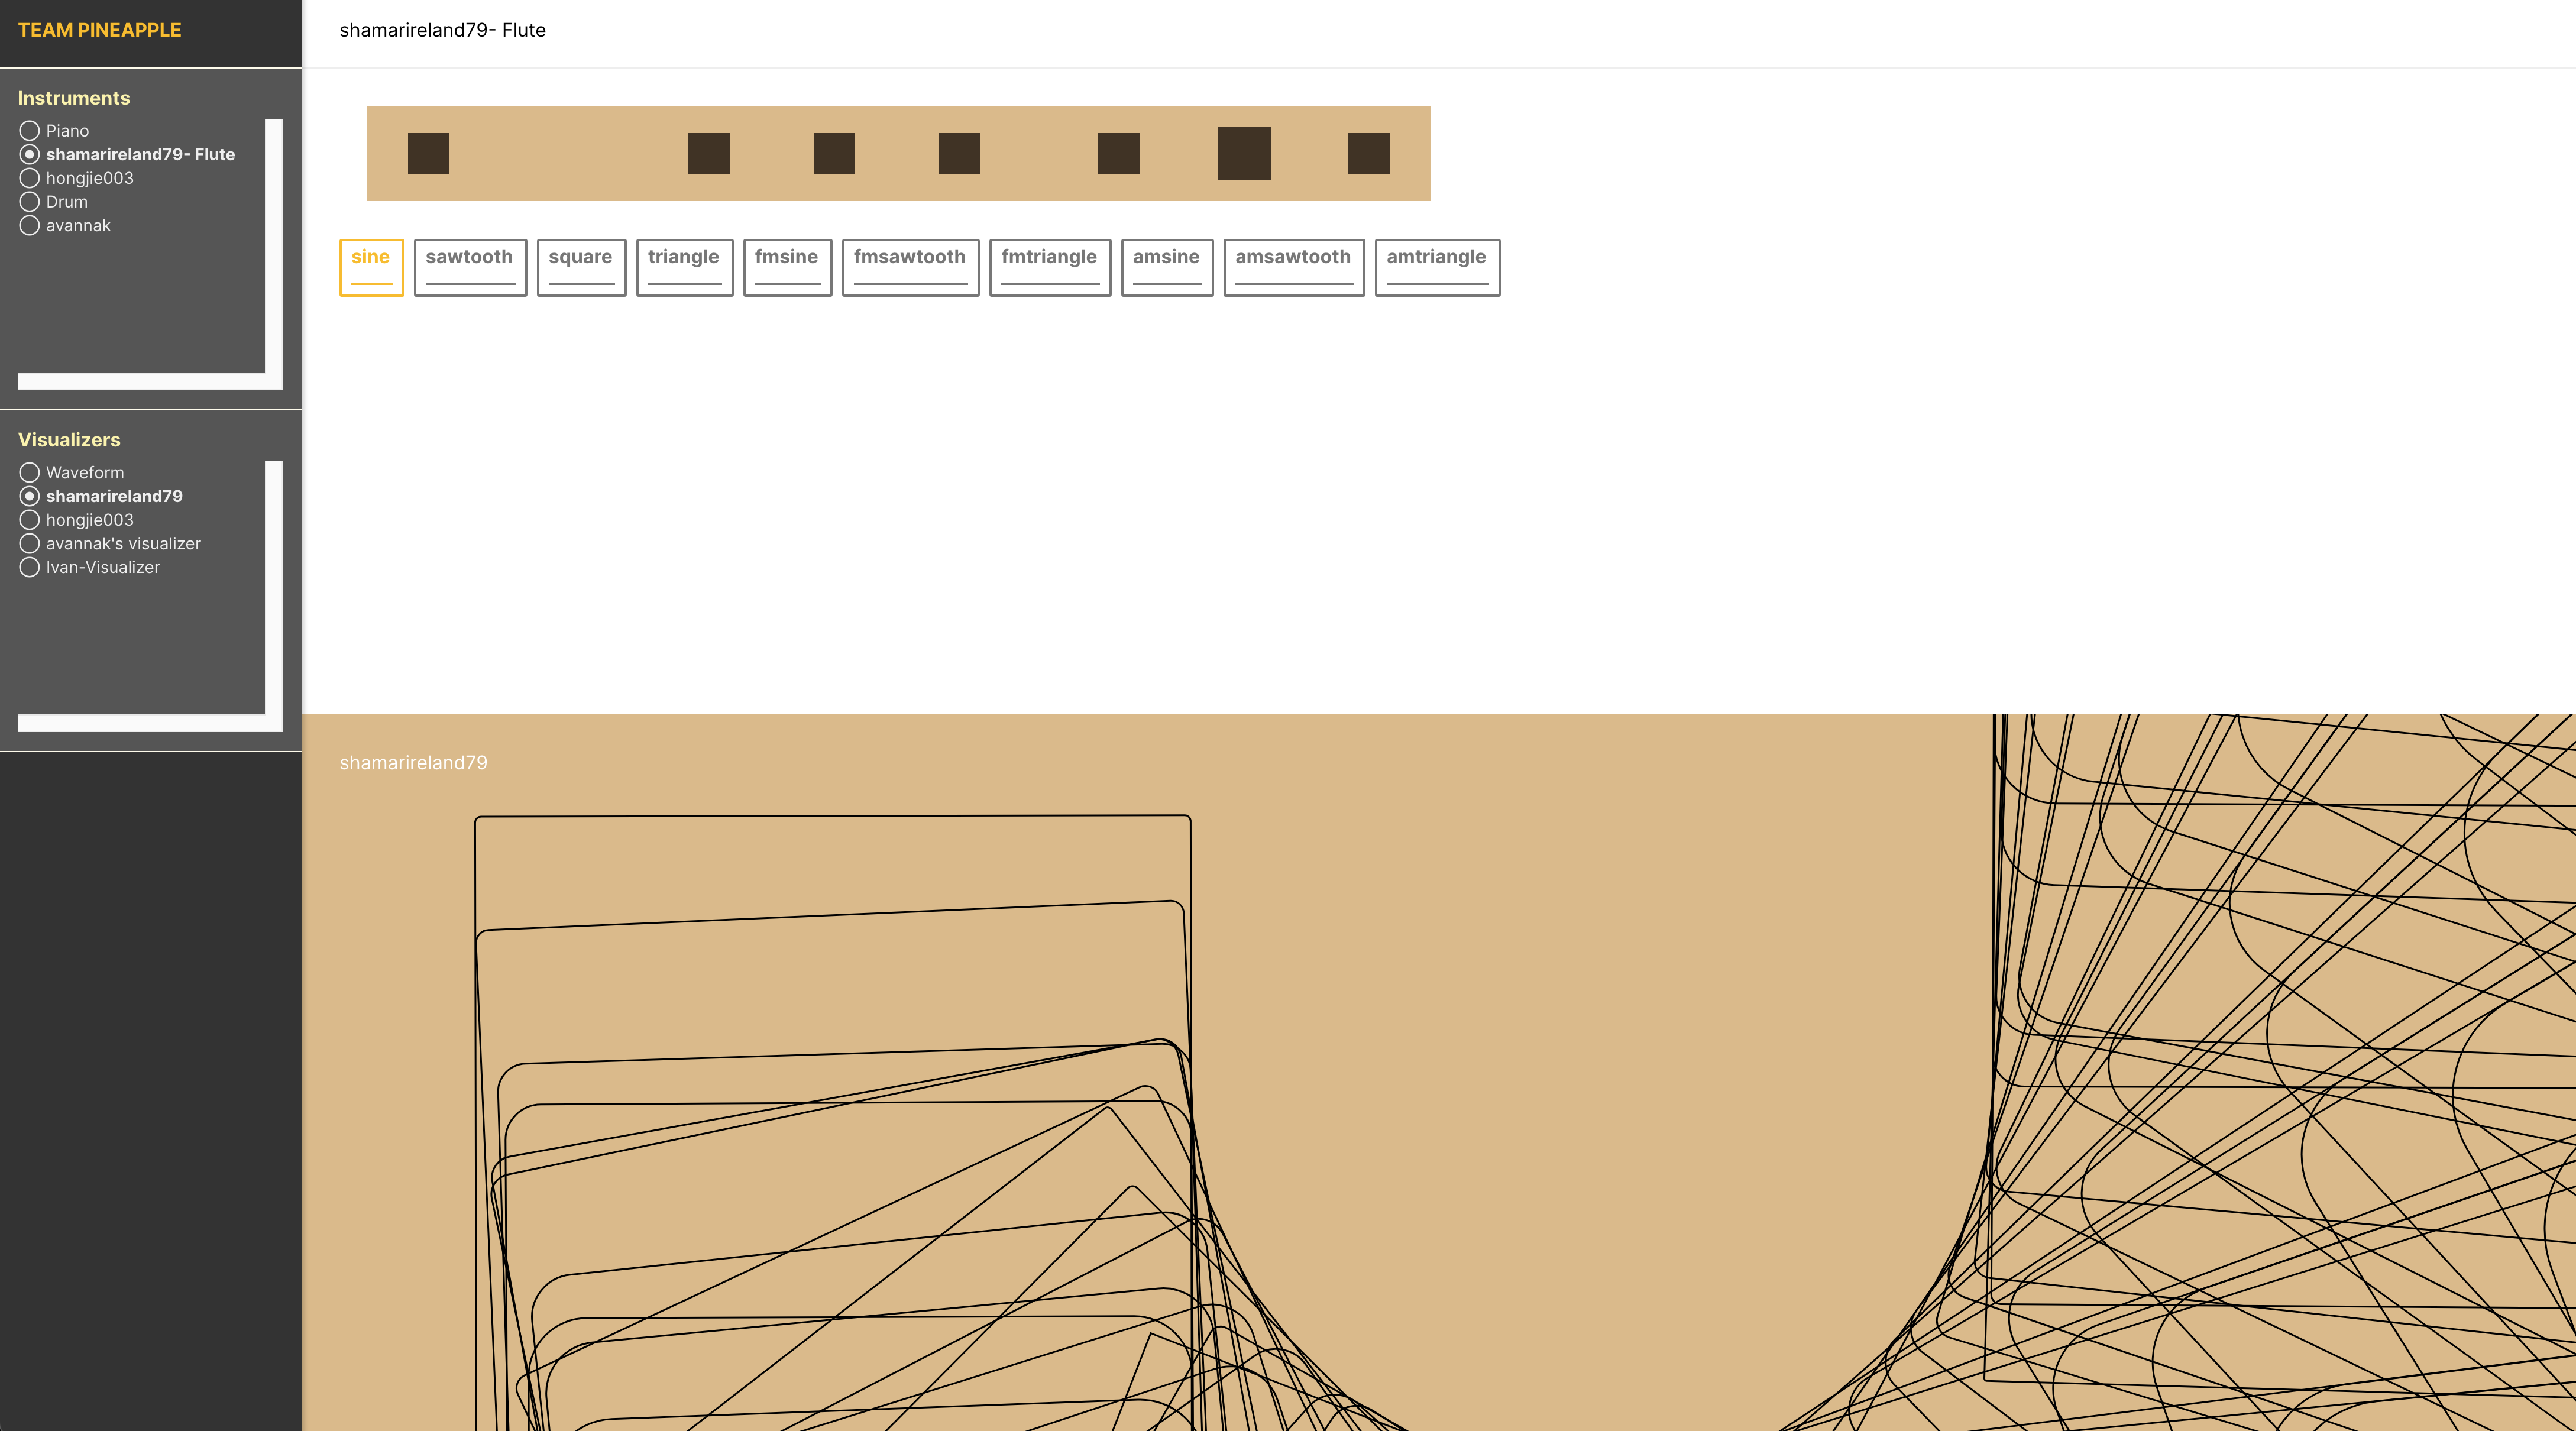 TEAM PINEAPPLE
shamarireland79- Flute
Instruments
Piano
shamarireland79- Flute
hongjie003
Drum
avannak
sine
sawtooth
square
triangle
fmsine
fmsawtooth
fmtriangle
amsine
amsawtooth
amtriangle
Visualizers
Waveform
shamarireland79
hongjie003
avannak's visualizer
Ivan-Visualizer
shamarireland79